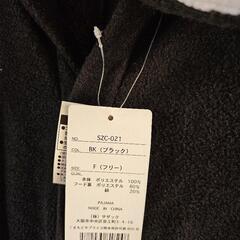 NO. SZC-021
COL. BK (ブラック)
SIZE F (フリー)
QUAL.
本体 ポリエステル 100%
フード裏 ポリエステル 80%
綿 20%
PAJAMA
MADE IN CHINA
(株) サザック